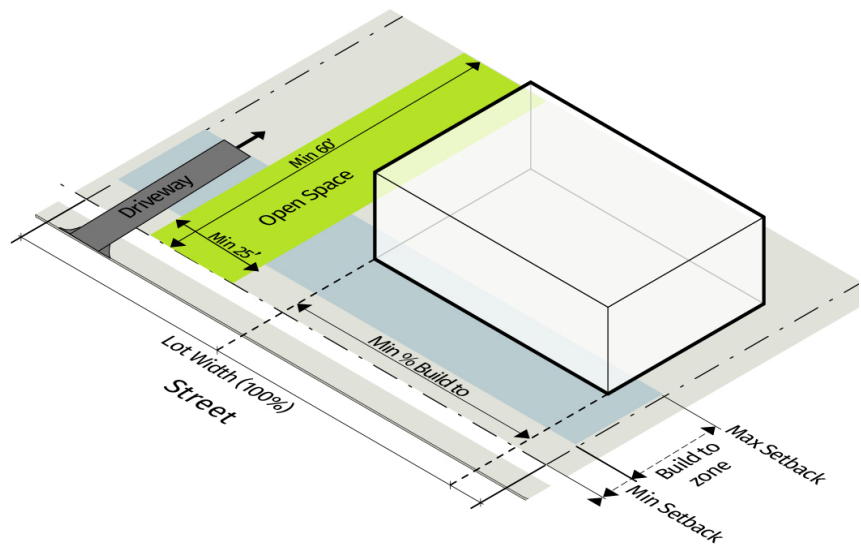 Min 60'
Open Space
Driveway
Min 25'
Min % Build to
Lot Width (100%)
Street
Max Setback
Build to
zone
Min Setback